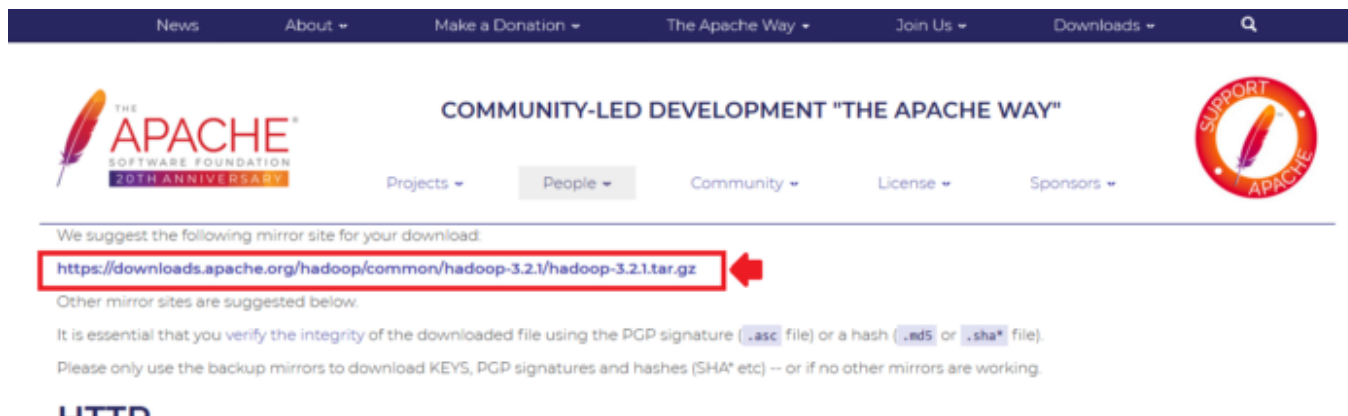 News About Make a Donation The Apache Way Join Us Downloads
THE
APACHE®
SOFTWARE FOUNDATION
20TH ANNIVERSARY
COMMUNITY-LED DEVELOPMENT "THE APACHE WAY"
SUPPORT
APACHE
Projects People Community License Sponsors
We suggest the following mirror site for your download:
https://downloads.apache.org/hadoop/common/hadoop-3.2.1/hadoop-3.2.1.tar.gz
Other mirror sites are suggested below.
It is essential that you verify the integrity of the downloaded file using the PGP signature (.asc file) or a hash (.md5 or .sha* file).
Please only use the backup mirrors to download KEYS, PGP signatures and hashes (SHA* etc) -- or if no other mirrors are working.
HTTP